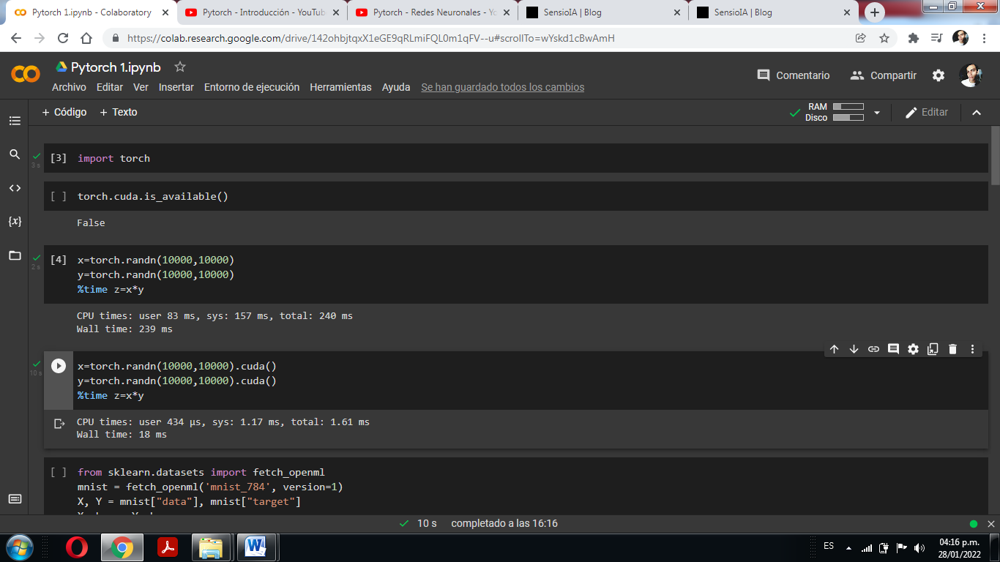 Pytorch 1.ipynb - Colaboratory
Pytorch - Introducción - YouTub
Pytorch - Redes Neuronales - Yo
SensioIA | Blog
SensioIA | Blog
https://colab.research.google.com/drive/142ohbjtqxX1eGE9qRLmiFQL0m1qFV--u#scrollTo=wYskd1cBwAmH
Pytorch 1.ipynb
Comentario
Compartir
Archivo Editar Ver Insertar Entorno de ejecución Herramientas Ayuda Se han guardado todos los cambios
+ Código + Texto
RAM
Disco
Editar
[3] import torch
3 s
[ ] torch.cuda.is_available()
False
[4] x=torch.randn(10000,10000)
2 s
y=torch.randn(10000,10000)
%time z=x*y
CPU times: user 83 ms, sys: 157 ms, total: 240 ms
Wall time: 239 ms
x=torch.randn(10000,10000).cuda()
10 s
y=torch.randn(10000,10000).cuda()
%time z=x*y
CPU times: user 434 µs, sys: 1.17 ms, total: 1.61 ms
Wall time: 18 ms
[ ] from sklearn.datasets import fetch_openml
mnist = fetch_openml('mnist_784', version=1)
X, Y = mnist["data"], mnist["target"]
10 s completado a las 16:16
ES
04:16 p.m.
28/01/2022